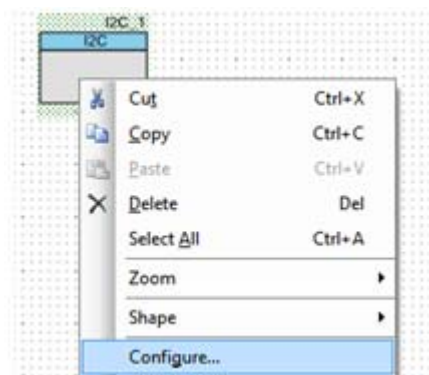 I2C_1
I2C
Cut Ctrl+X
Copy Ctrl+C
Paste Ctrl+V
Delete Del
Select All Ctrl+A
Zoom
Shape
Configure...